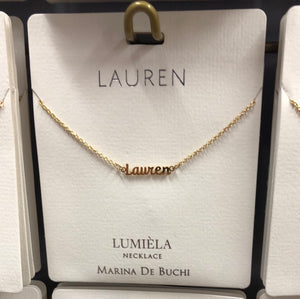 LAUREN
Lauren
LUMIÈLA
NECKLACE
MARINA DE BUCHI